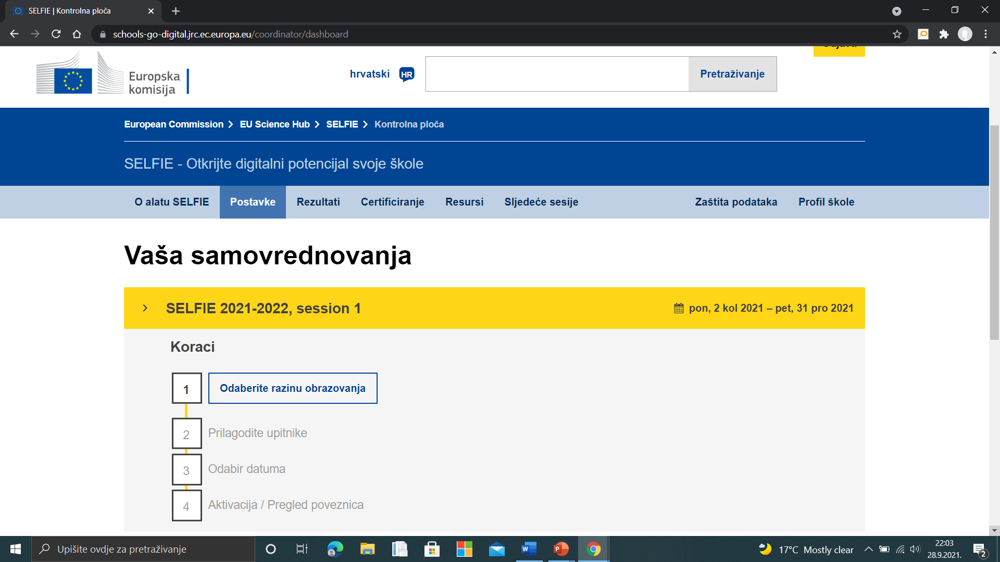 SELFIE | Kontrolna ploča
schools-go-digital.jrc.ec.europa.eu/coordinator/dashboard
Europska
komisija
hrvatski HR
Pretraživanje
European Commission EU Science Hub SELFIE Kontrolna ploča
SELFIE - Otkrijte digitalni potencijal svoje škole
O alatu SELFIE Postavke Rezultati Certificiranje Resursi Sljedeće sesije Zaštita podataka Profil škole
Vaša samovrednovanja
SELFIE 2021-2022, session 1 pon, 2 kol 2021 – pet, 31 pro 2021
Koraci
1 Odaberite razinu obrazovanja
2 Prilagodite upitnike
3 Odabir datuma
4 Aktivacija / Pregled poveznica
Upišite ovdje za pretraživanje
W
P
17°C Mostly clear
22:03
28.9.2021.
2